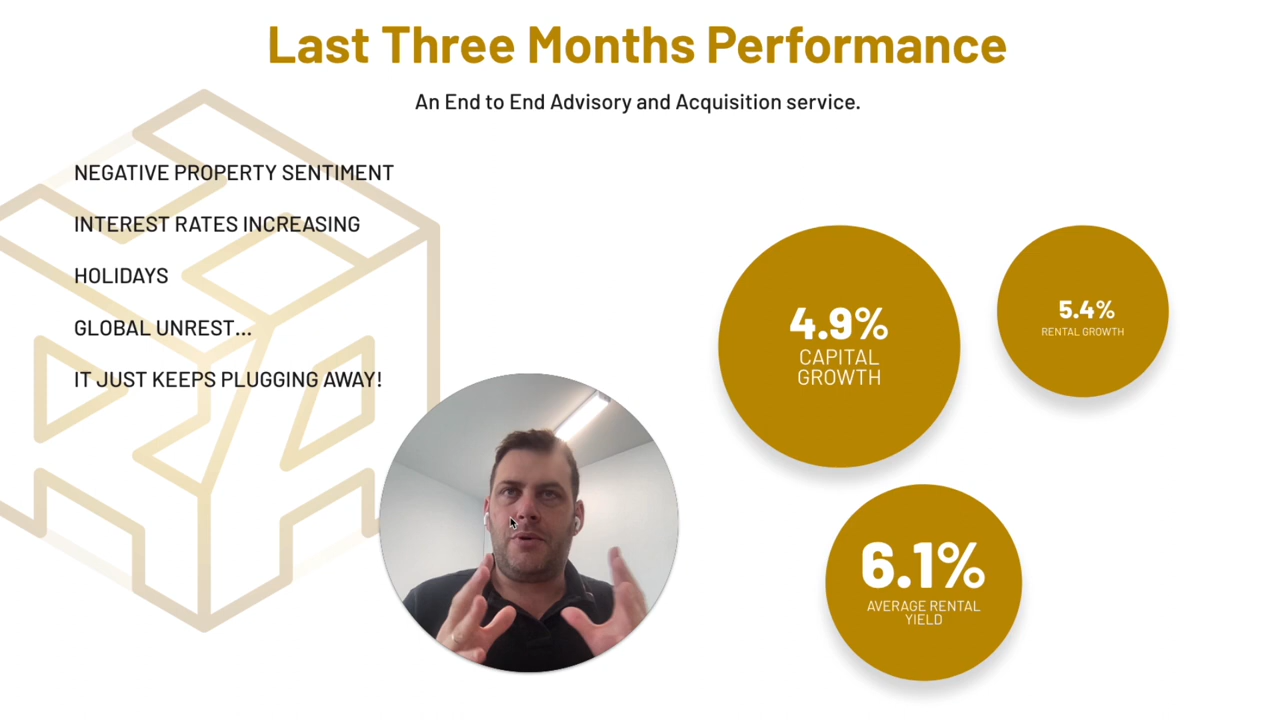 Last Three Months Performance
An End to End Advisory and Acquisition service.
NEGATIVE PROPERTY SENTIMENT
INTEREST RATES INCREASING
HOLIDAYS
GLOBAL UNREST...
IT JUST KEEPS PLUGGING AWAY!
4.9%
CAPITAL
GROWTH
5.4%
RENTAL GROWTH
6.1%
AVERAGE RENTAL
YIELD